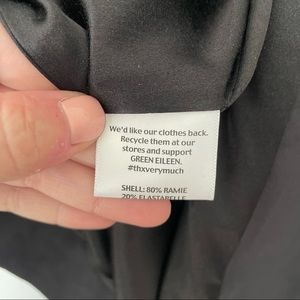 We'd like our clothes back.
Recycle them at our
stores and support
GREEN EILEEN.
#thxverymuch
SHELL: 80% RAMIE
20% ELASTARELLE